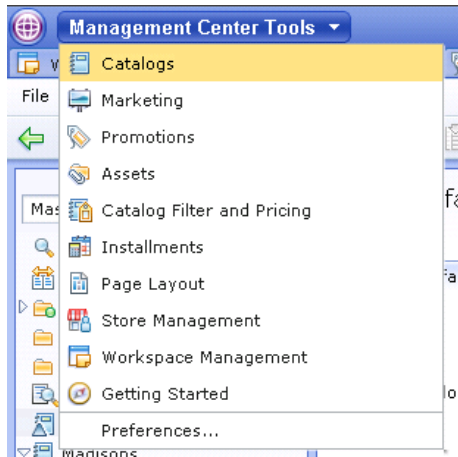 Management Center Tools
Catalogs
File
Marketing
Promotions
Assets
Mas
Catalog Filter and Pricing
Installments
Page Layout
Store Management
Workspace Management
Getting Started
Preferences...
Madisons